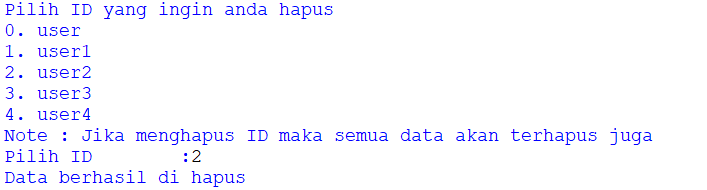 Pilih ID yang ingin anda hapus
0. user
1. user1
2. user2
3. user3
4. user4
Note : Jika menghapus ID maka semua data akan terhapus juga
Pilih ID        :2
Data berhasil di hapus